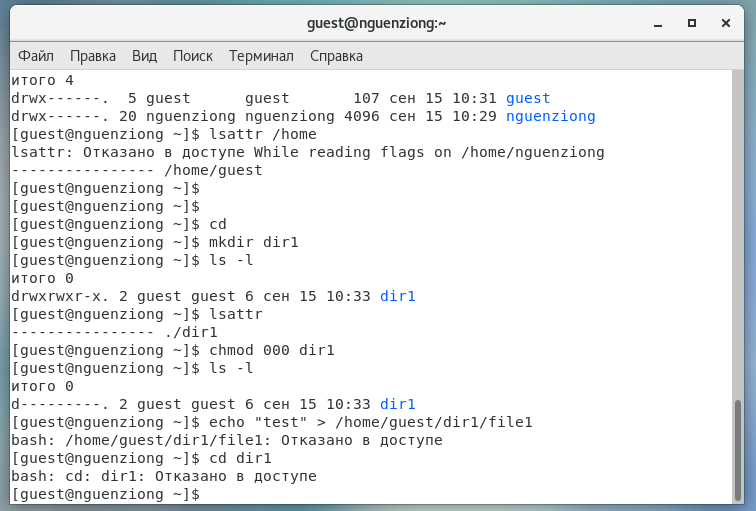 guest@nguenziong:~
Файл Правка Вид Поиск Терминал Справка
итого 4
drwx------.  5 guest      guest       107 сен 15 10:31 guest
drwx------. 20 nguenziong nguenziong 4096 сен 15 10:29 nguenziong
[guest@nguenziong ~]$ lsattr /home
lsattr: Отказано в доступе While reading flags on /home/nguenziong
---------------- /home/guest
[guest@nguenziong ~]$
[guest@nguenziong ~]$
[guest@nguenziong ~]$ cd
[guest@nguenziong ~]$ mkdir dir1
[guest@nguenziong ~]$ ls -l
итого 0
drwxrwxr-x. 2 guest guest 6 сен 15 10:33 dir1
[guest@nguenziong ~]$ lsattr
---------------- ./dir1
[guest@nguenziong ~]$ chmod 000 dir1
[guest@nguenziong ~]$ ls -l
итого 0
d---------. 2 guest guest 6 сен 15 10:33 dir1
[guest@nguenziong ~]$ echo "test" > /home/guest/dir1/file1
bash: /home/guest/dir1/file1: Отказано в доступе
[guest@nguenziong ~]$ cd dir1
bash: cd: dir1: Отказано в доступе
[guest@nguenziong ~]$